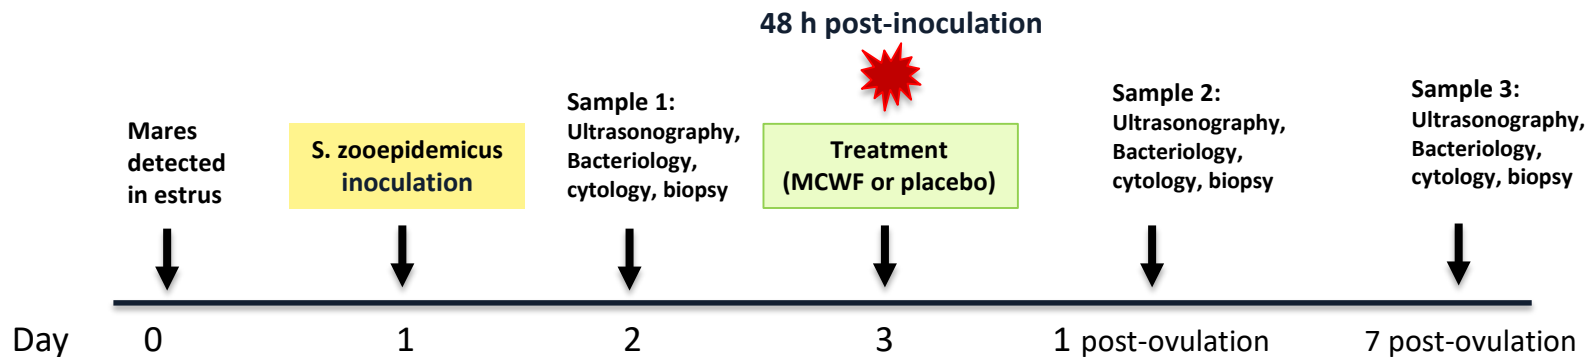 48 h post-inoculation
Mares
detected
in estrus
S. zooepidemicus
inoculation
Sample 1:
Ultrasonography,
Bacteriology,
cytology, biopsy
Treatment
(MCWF or placebo)
Sample 2:
Ultrasonography,
Bacteriology,
cytology, biopsy
Sample 3:
Ultrasonography,
Bacteriology,
cytology, biopsy
Day 0 1 2 3 1 post-ovulation 7 post-ovulation